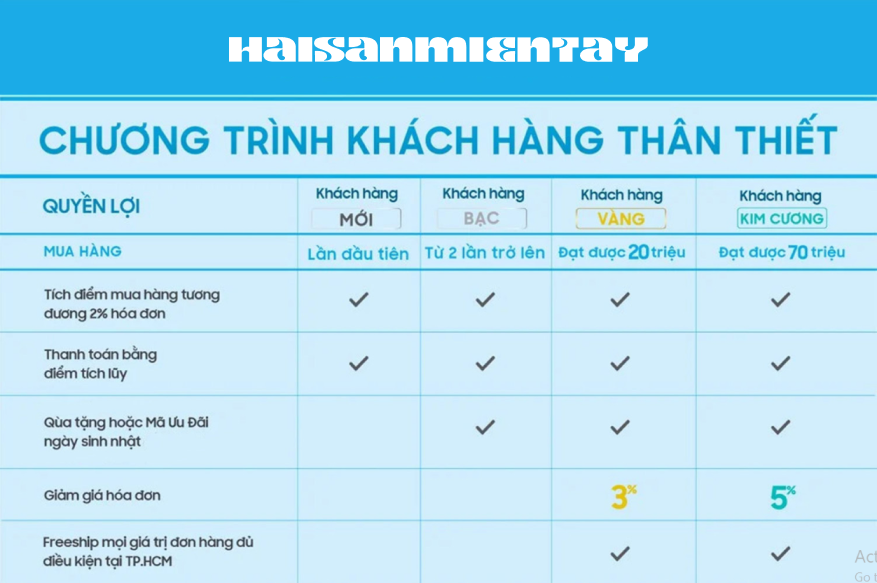 HAISANMIENTAY
CHƯƠNG TRÌNH KHÁCH HÀNG THÂN THIẾT
QUYỀN LỢI
Khách hàng
MỚI
Khách hàng
BẠC
Khách hàng
VÀNG
Khách hàng
KIM CƯƠNG
MUA HÀNG
Lần đầu tiên
Từ 2 lần trở lên
Đạt được 20 triệu
Đạt được 70 triệu
Tích điểm mua hàng tương
đương 2% hóa đơn
Thanh toán bằng
điểm tích lũy
Qùa tặng hoặc Mã Ưu Đãi
ngày sinh nhật
Giảm giá hóa đơn
3%
5%
Freeship mọi giá trị đơn hàng đủ
điều kiện tại TP.HCM
Act
Go t